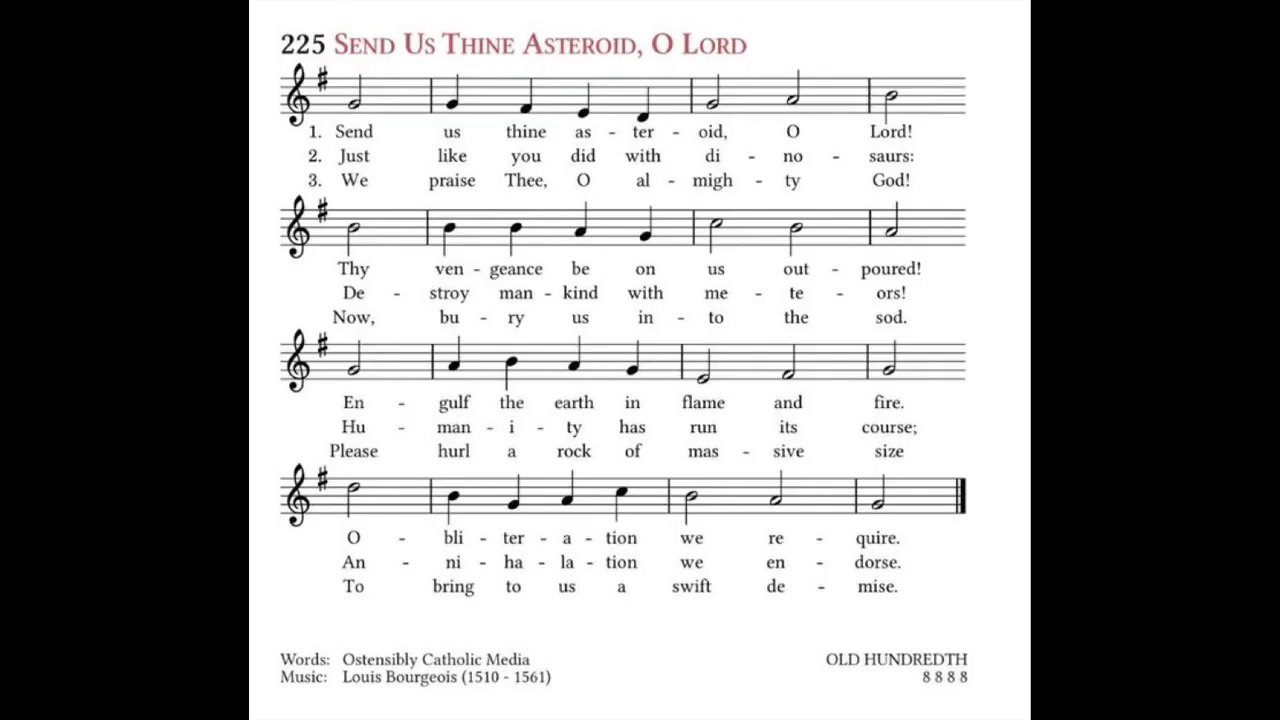 225 Send Us Thine Asteroid, O Lord
1. Send us thine as - ter - oid, O Lord!
2. Just like you did with di - no - saurs:
3. We praise Thee, O al - migh - ty God!
Thy ven - geance be on us out - poured!
De - stroy man - kind with me - te - ors!
Now, bu - ry us in - to the sod.
En - gulf the earth in flame and fire.
Hu - man - i - ty has run its course;
Please hurl a rock of mas - sive size
O - bli - ter - a - tion we re - quire.
An - ni - ha - la - tion we en - dorse.
To bring to us a swift de - mise.
Words: Ostensibly Catholic Media OLD HUNDREDTH
Music: Louis Bourgeois (1510 - 1561) 8 8 8 8